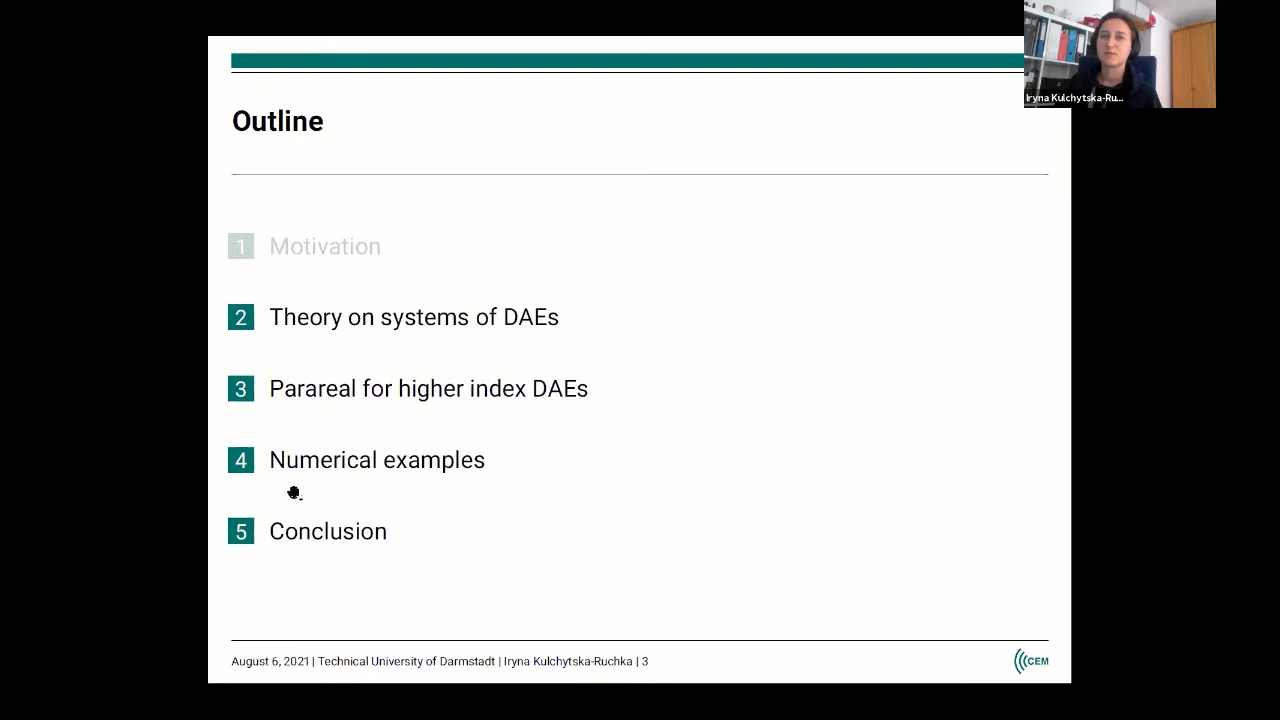 Iryna Kulchytska-Ru...
Outline
1 Motivation
2 Theory on systems of DAEs
3 Parareal for higher index DAEs
4 Numerical examples
5 Conclusion
August 6, 2021 | Technical University of Darmstadt | Iryna Kulchytska-Ruchka | 3
CEM